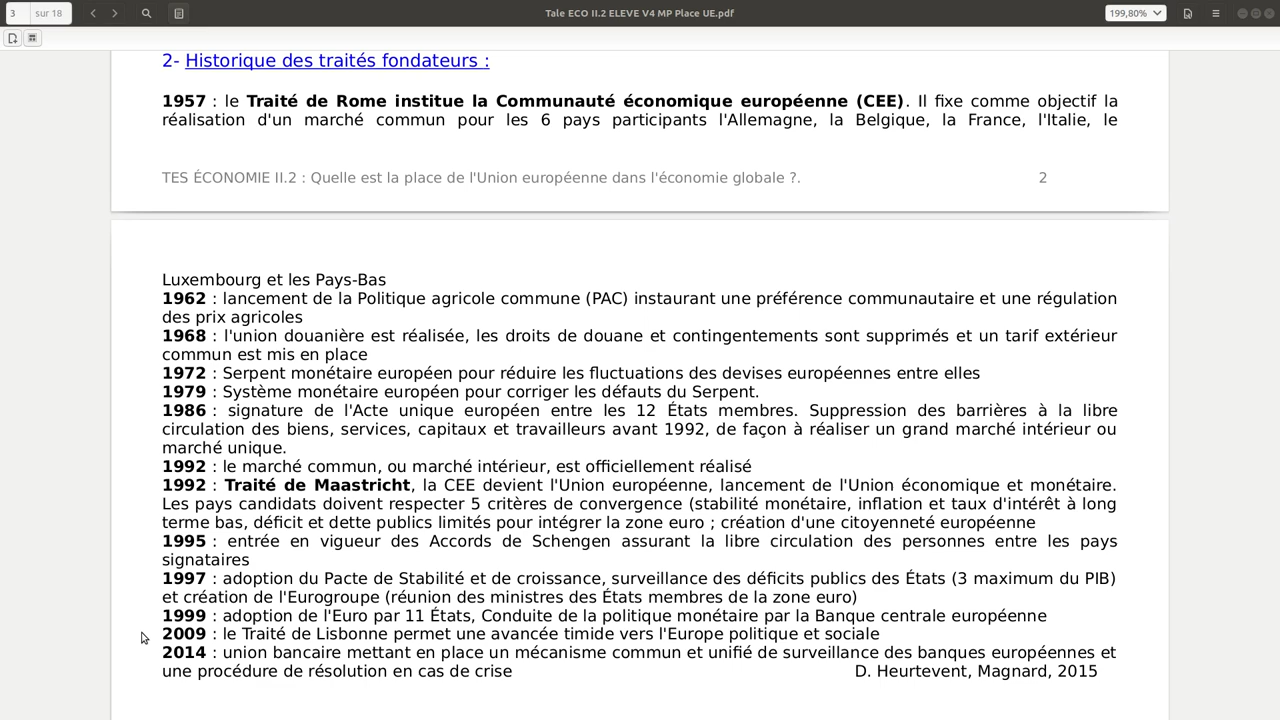 3
sur 18
Tale ECO II.2 ELEVE V4 MP Place UE.pdf
199,80%
2- Historique des traités fondateurs :
1957 : le Traité de Rome institue la Communauté économique européenne (CEE). Il fixe comme objectif la
réalisation d'un marché commun pour les 6 pays participants l'Allemagne, la Belgique, la France, l'Italie, le
TES ÉCONOMIE II.2 : Quelle est la place de l'Union européenne dans l'économie globale ?.
2
Luxembourg et les Pays-Bas
1962 : lancement de la Politique agricole commune (PAC) instaurant une préférence communautaire et une régulation
des prix agricoles
1968 : l'union douanière est réalisée, les droits de douane et contingentements sont supprimés et un tarif extérieur
commun est mis en place
1972 : Serpent monétaire européen pour réduire les fluctuations des devises européennes entre elles
1979 : Système monétaire européen pour corriger les défauts du Serpent.
1986 : signature de l'Acte unique européen entre les 12 États membres. Suppression des barrières à la libre
circulation des biens, services, capitaux et travailleurs avant 1992, de façon à réaliser un grand marché intérieur ou
marché unique.
1992 : le marché commun, ou marché intérieur, est officiellement réalisé
1992 : Traité de Maastricht, la CEE devient l'Union européenne, lancement de l'Union économique et monétaire.
Les pays candidats doivent respecter 5 critères de convergence (stabilité monétaire, inflation et taux d'intérêt à long
terme bas, déficit et dette publics limités pour intégrer la zone euro ; création d'une citoyenneté européenne
1995 : entrée en vigueur des Accords de Schengen assurant la libre circulation des personnes entre les pays
signataires
1997 : adoption du Pacte de Stabilité et de croissance, surveillance des déficits publics des États (3 maximum du PIB)
et création de l'Eurogroupe (réunion des ministres des États membres de la zone euro)
1999 : adoption de l'Euro par 11 États, Conduite de la politique monétaire par la Banque centrale européenne
2009 : le Traité de Lisbonne permet une avancée timide vers l'Europe politique et sociale
2014 : union bancaire mettant en place un mécanisme commun et unifié de surveillance des banques européennes et
une procédure de résolution en cas de crise D. Heurtevent, Magnard, 2015